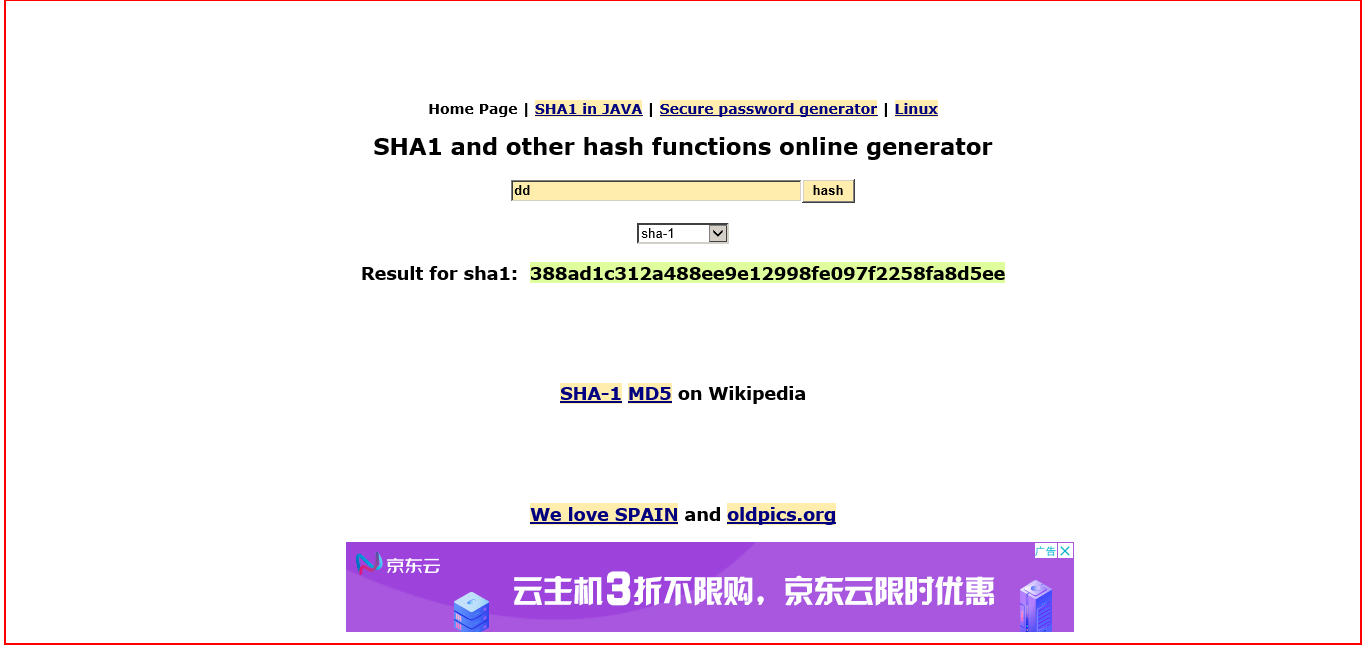 Home Page | SHA1 in JAVA | Secure password generator | Linux
SHA1 and other hash functions online generator
dd hash
sha-1
Result for sha1: 388ad1c312a488ee9e12998fe097f2258fa8d5ee
SHA-1 MD5 on Wikipedia
We love SPAIN and oldpics.org
广告
京东云
云主机3折不限购，京东云限时优惠